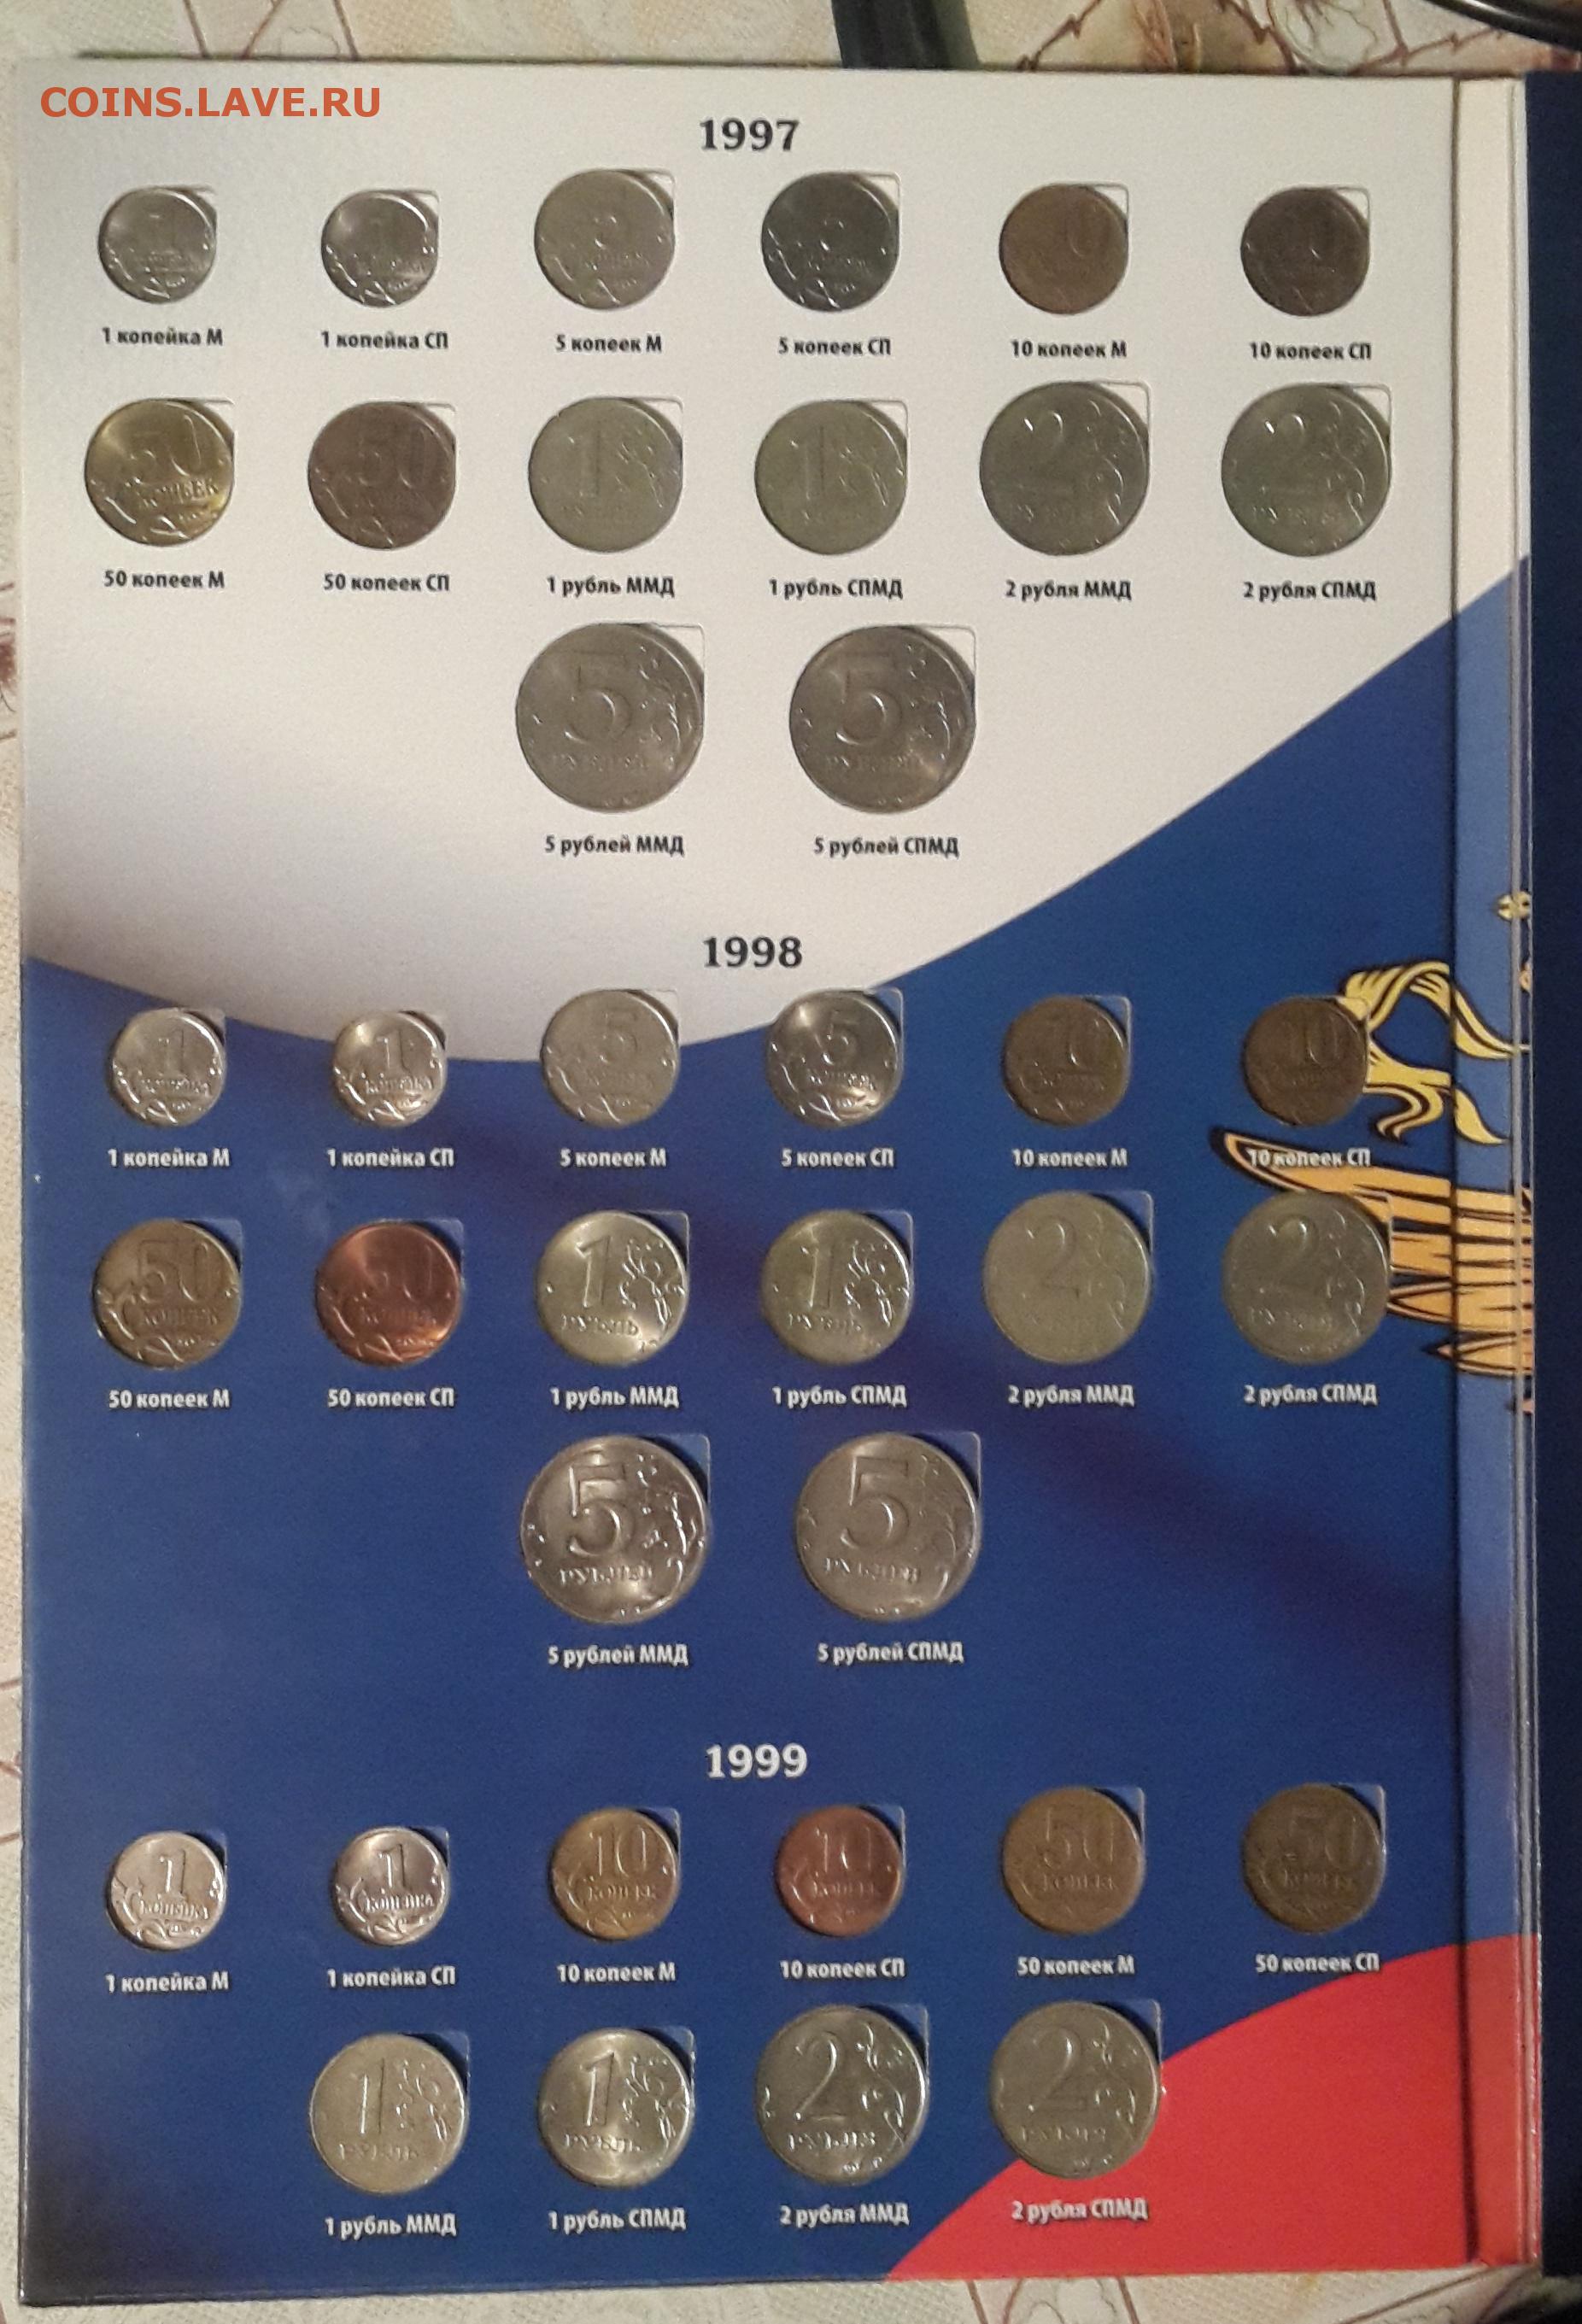 COINS.LAVE.RU
1997
1 копейка М 1 копейка СП 5 копеек М 5 копеек СП 10 копеек М 10 копеек СП
50 копеек М 50 копеек СП 1 рубль ММД 1 рубль СПМД 2 рубля ММД 2 рубля СПМД
5 рублей ММД 5 рублей СПМД
1998
1 копейка М 1 копейка СП 5 копеек М 5 копеек СП 10 копеек М 10 копеек СП
50 копеек М 50 копеек СП 1 рубль ММД 1 рубль СПМД 2 рубля ММД 2 рубля СПМД
5 рублей ММД 5 рублей СПМД
1999
1 копейка М 1 копейка СП 10 копеек М 10 копеек СП 50 копеек М 50 копеек СП
1 рубль ММД 1 рубль СПМД 2 рубля ММД 2 рубля СПМД